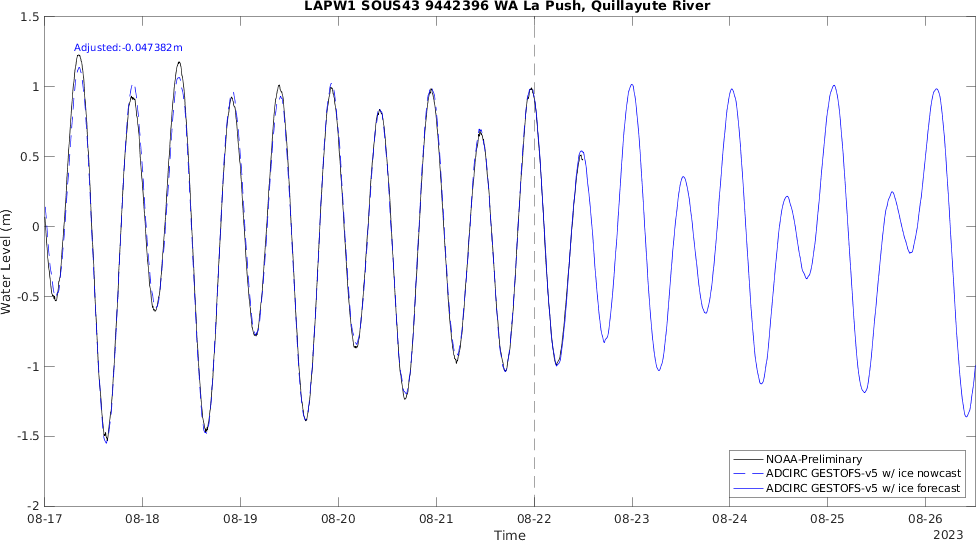 LAPW1 SOUS43 9442396 WA La Push, Quillayute River
Adjusted:-0.047382m
1.5
1
0.5
0
-0.5
-1
-1.5
-2
Water Level (m)
NOAA-Preliminary
ADCIRC GESTOFS-v5 w/ ice nowcast
ADCIRC GESTOFS-v5 w/ ice forecast
08-17 08-18 08-19 08-20 08-21 08-22 08-23 08-24 08-25 08-26
Time
2023